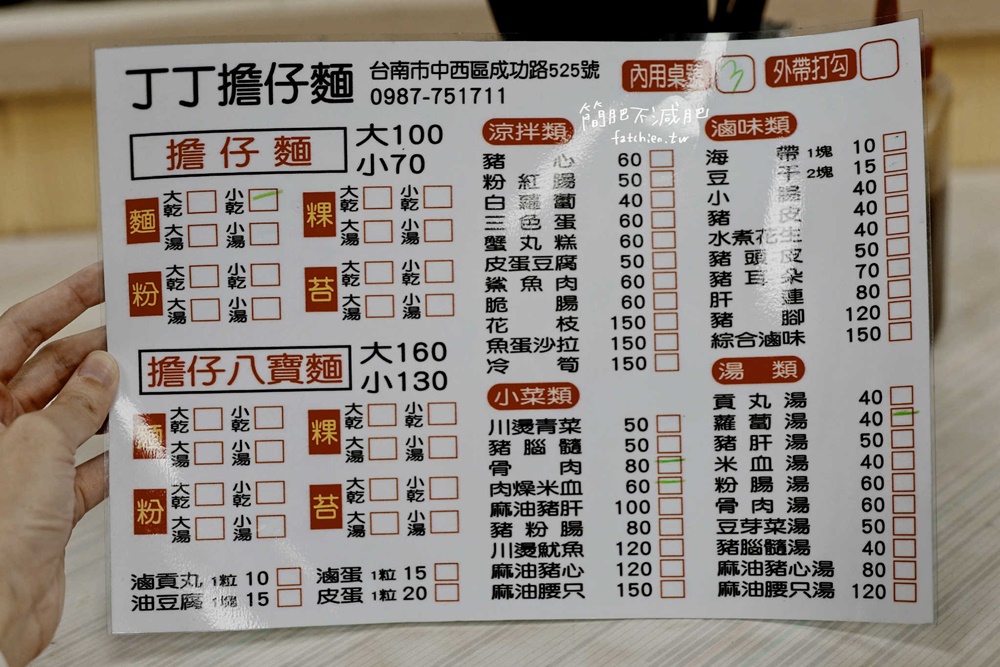 丁丁擔仔麵 台南市中西區成功路525號
0987-751711
內用桌號 3 外帶打勾
簡肥不減肥
fatchien.tw
擔仔麵 大100
小70
麵 大乾 小乾 大湯 小湯
粿 大乾 小乾 大湯 小湯
粉 大乾 小乾 大湯 小湯
苔 大乾 小乾 大湯 小湯
擔仔八寶麵 大160
小130
麵 大乾 小乾 大湯 小湯
粿 大乾 小乾 大湯 小湯
粉 大乾 小乾 大湯 小湯
苔 大乾 小乾 大湯 小湯
滷貢丸 1粒 10
滷蛋 1粒 15
油豆腐 1塊 15
皮蛋 1粒 20
涼拌類
豬心 60
粉紅腸 50
白蘿蔔 40
三色蛋 60
蟹丸糕 60
皮蛋豆腐 50
鯊魚肉 60
脆腸 60
花枝 150
魚蛋沙拉 150
冷筍 150
小菜類
川燙青菜 50
豬腦髓 50
骨肉 80
肉燥米血 60
麻油豬肝 100
豬粉腸 80
川燙魷魚 120
麻油豬心 120
麻油腰只 150
滷味類
海帶 1塊 10
豆干 2塊 15
小腸 40
豬皮 40
水煮花生 40
豬頭皮 50
豬耳朵 70
肝連 80
豬腳 120
綜合滷味 150
湯類
貢丸湯 40
蘿蔔湯 40
豬肝湯 50
米血湯 40
粉腸湯 60
骨肉湯 60
豆芽菜湯 50
豬腦髓湯 40
麻油豬心湯 80
麻油腰只湯 120